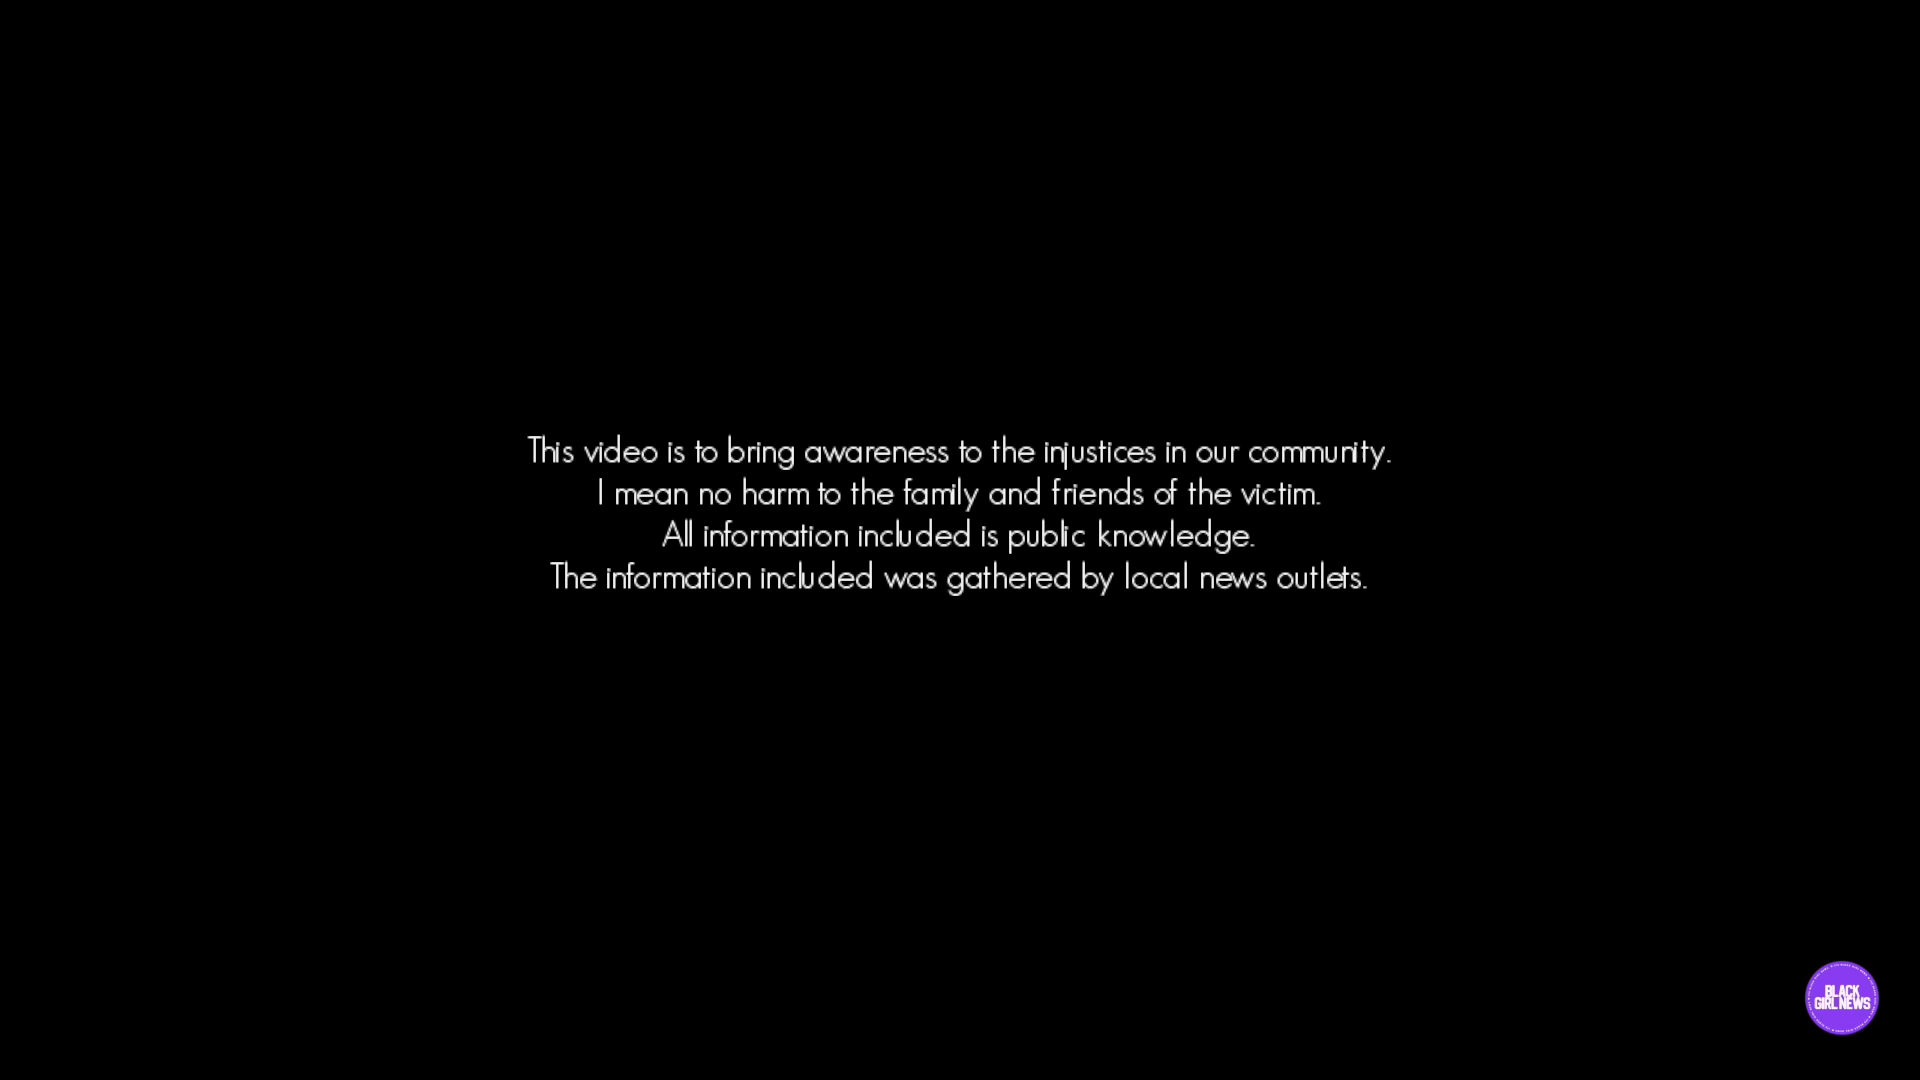 This video is to bring awareness to the injustices in our community.
I mean no harm to the family and friends of the victim.
All information included is public knowledge.
The information included was gathered by local news outlets.
BLACK
GIRL NEWS